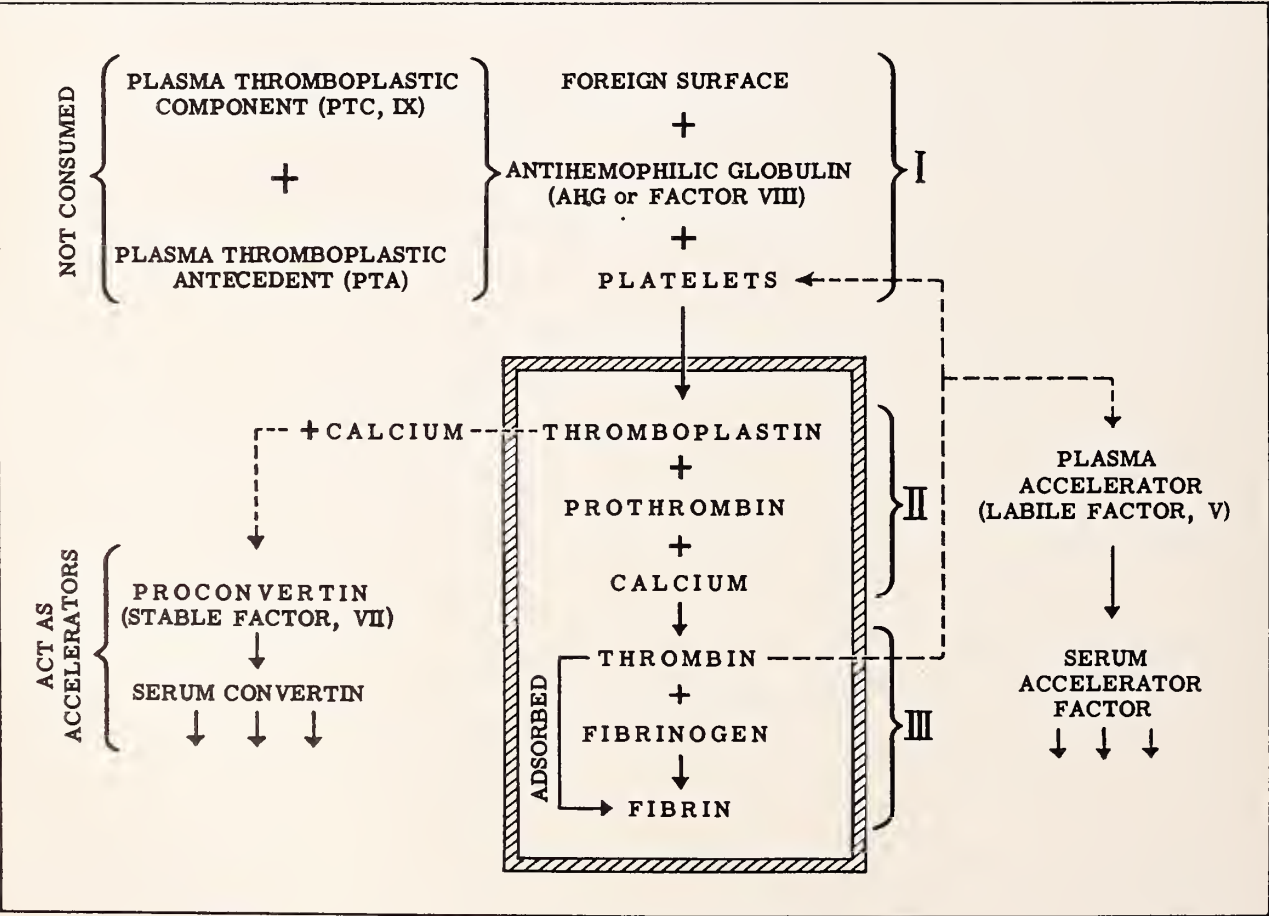 NOT CONSUMED
PLASMA THROMBOPLASTIC
COMPONENT (PTC, IX)
+
PLASMA THROMBOPLASTIC
ANTECEDENT (PTA)
FOREIGN SURFACE
+
ANTIHEMOPHILIC GLOBULIN
(AHG or FACTOR VIII)
+
PLATELETS
I
+ CALCIUM
THROMBOPLASTIN
+
PROTHROMBIN
+
CALCIUM
II
THROMBIN
+
FIBRINOGEN
FIBRIN
ADSORBED
III
ACT AS
ACCELERATORS
PROCONVERTIN
(STABLE FACTOR, VII)
SERUM CONVERTIN
PLASMA
ACCELERATOR
(LABILE FACTOR, V)
SERUM
ACCELERATOR
FACTOR